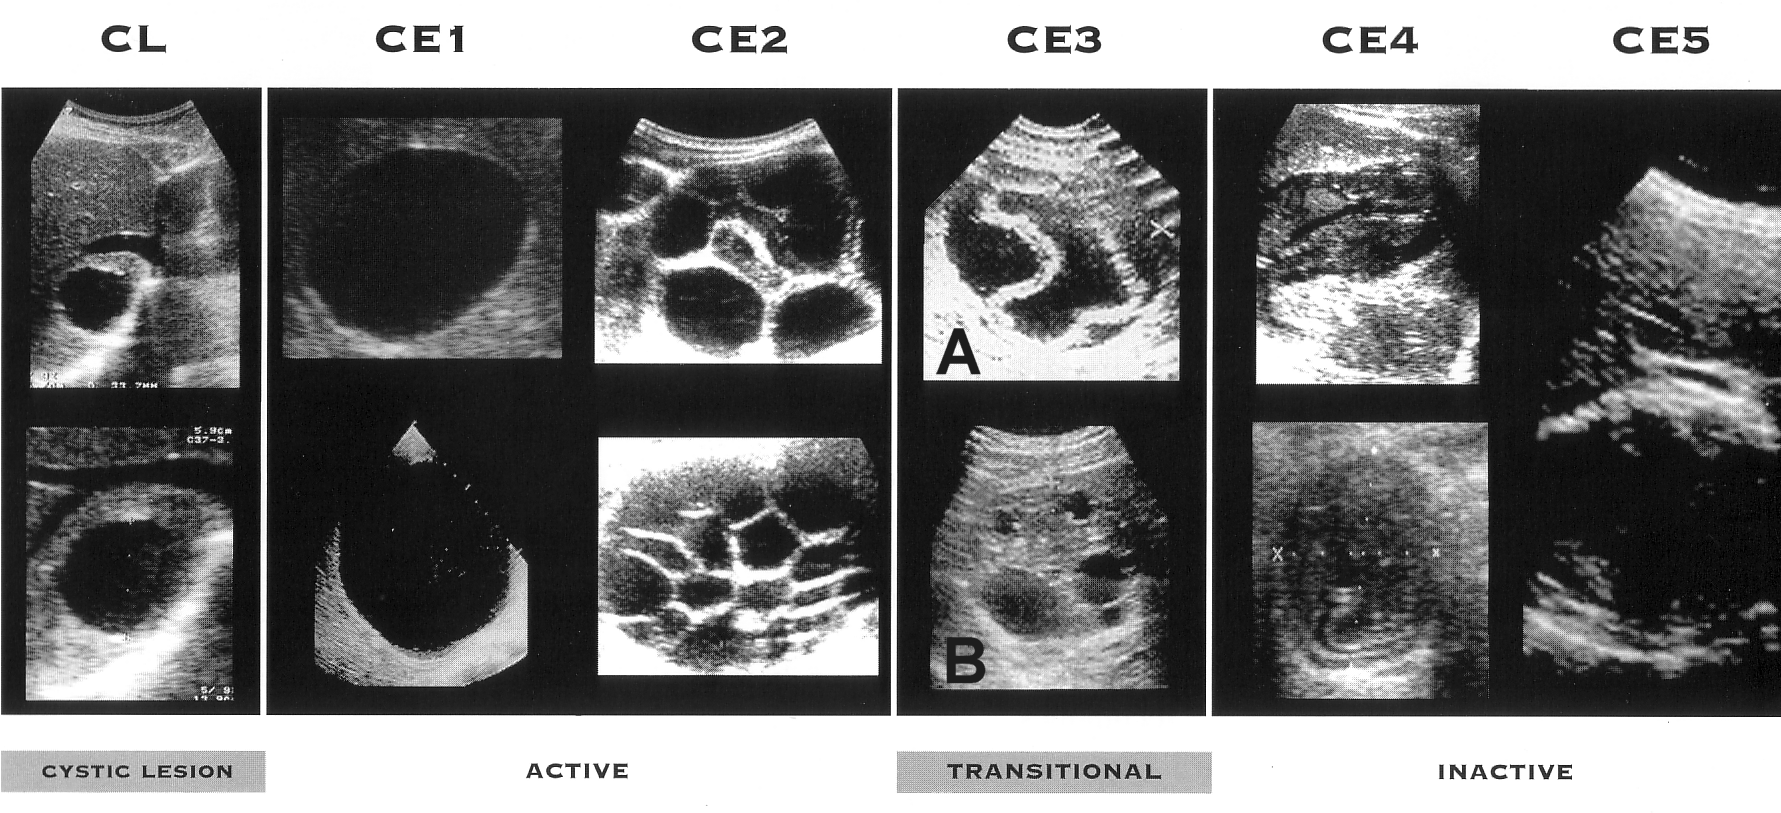 CL
CE1
CE2
CE3
CE4
CE5
5.9cm
A
B
CYSTIC LESION
ACTIVE
TRANSITIONAL
INACTIVE